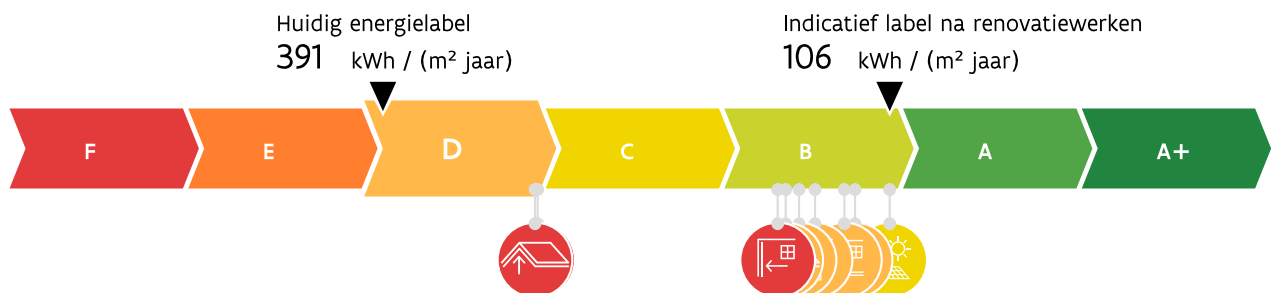 Huidig energielabel
391 kWh / (m² jaar)
Indicatief label na renovatiewerken
106 kWh / (m² jaar)
F E D C B A A+